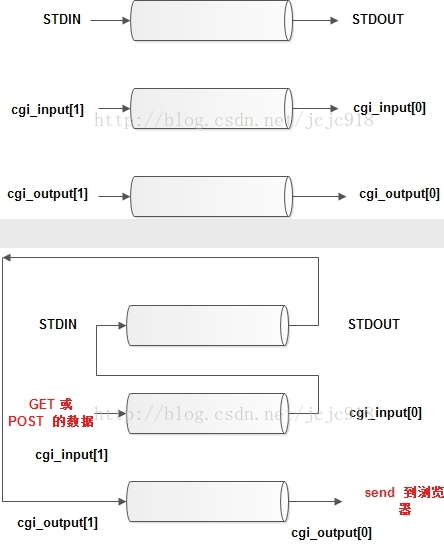 STDIN STDOUT
cgi_input[1] cgi_input[0]
http://blog.csdn.net/jcjc918
cgi_output[1] cgi_output[0]
STDIN STDOUT
GET 或
POST 的数据 cgi_input[0]
http://blog.csdn.net/jcjc918
cgi_input[1]
send 到浏览
器
cgi_output[1]
cgi_output[0]